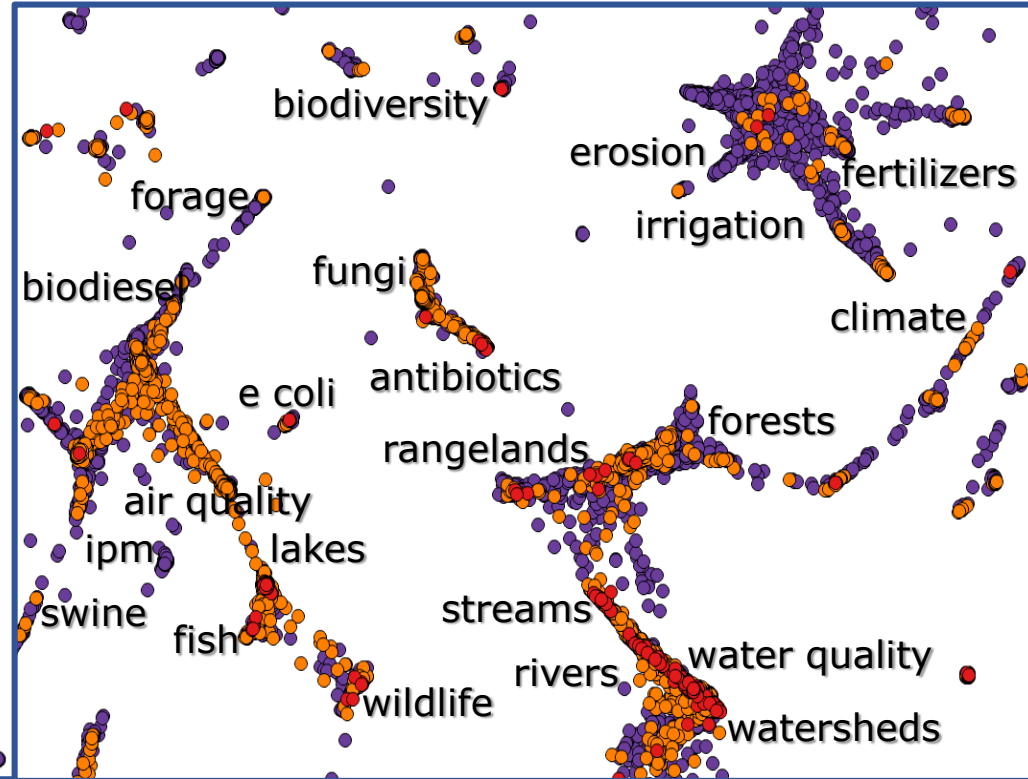 biodiversity
erosion
fertilizers
forage
irrigation
fungi
biodiesel
climate
antibiotics
e coli
forests
rangelands
air quality
ipm
lakes
streams
swine
fish
water quality
rivers
wildlife
watersheds